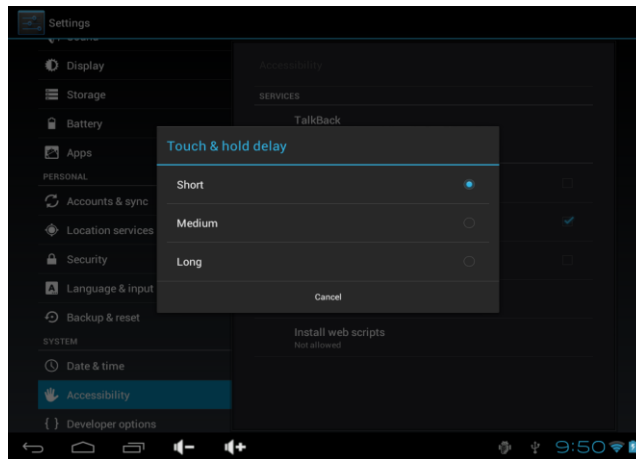 Settings
Display
Storage
Battery
Apps
PERSONAL
Accounts & sync
Location services
Security
Language & input
Backup & reset
SYSTEM
Date & time
Accessibility
{ } Developer options
Accessibility
SERVICES
TalkBack
Touch & hold delay
Short
Medium
Long
Cancel
Install web scripts
Not allowed
9:50